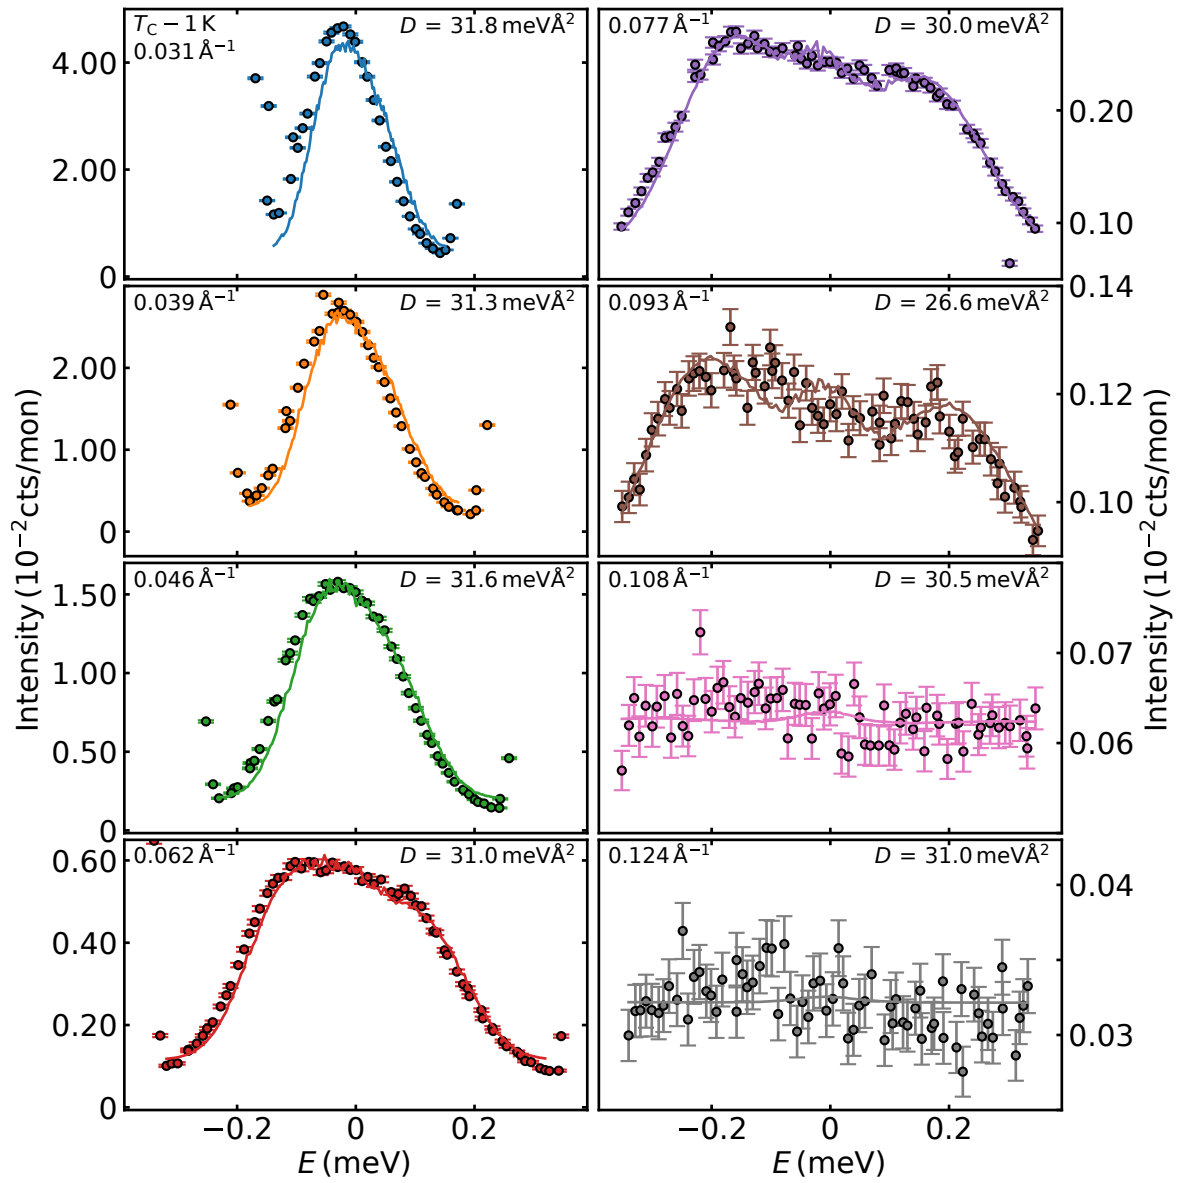 T_C − 1 K
0.031 Å⁻¹
D = 31.8 meVÅ²
4.00
2.00
0
0.039 Å⁻¹
D = 31.3 meVÅ²
2.00
1.00
0
0.046 Å⁻¹
D = 31.6 meVÅ²
1.50
1.00
0.50
0
0.062 Å⁻¹
D = 31.0 meVÅ²
0.60
0.40
0.20
0
−0.2
0
0.2
E (meV)
Intensity (10⁻²cts/mon)
0.077 Å⁻¹
D = 30.0 meVÅ²
0.20
0.10
0.093 Å⁻¹
D = 26.6 meVÅ²
0.14
0.12
0.10
0.108 Å⁻¹
D = 30.5 meVÅ²
0.07
0.06
0.124 Å⁻¹
D = 31.0 meVÅ²
0.04
0.03
−0.2
0
0.2
E (meV)
Intensity (10⁻²cts/mon)